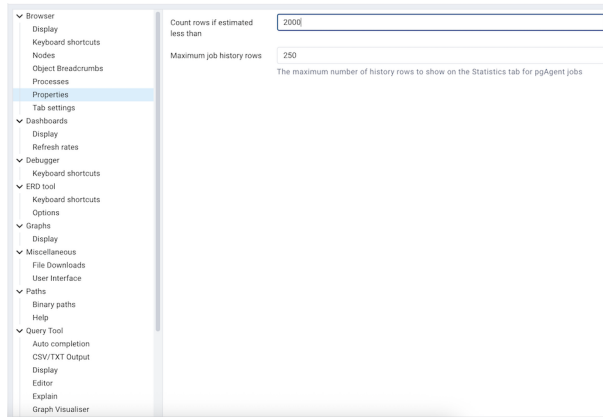 Browser
Display
Keyboard shortcuts
Nodes
Object Breadcrumbs
Processes
Properties
Tab settings
Dashboards
Display
Refresh rates
Debugger
Keyboard shortcuts
ERD tool
Keyboard shortcuts
Options
Graphs
Display
Miscellaneous
File Downloads
User Interface
Paths
Binary paths
Help
Query Tool
Auto completion
CSV/TXT Output
Display
Editor
Explain
Graph Visualiser
Count rows if estimated
less than
2000
Maximum job history rows
250
The maximum number of history rows to show on the Statistics tab for pgAgent jobs